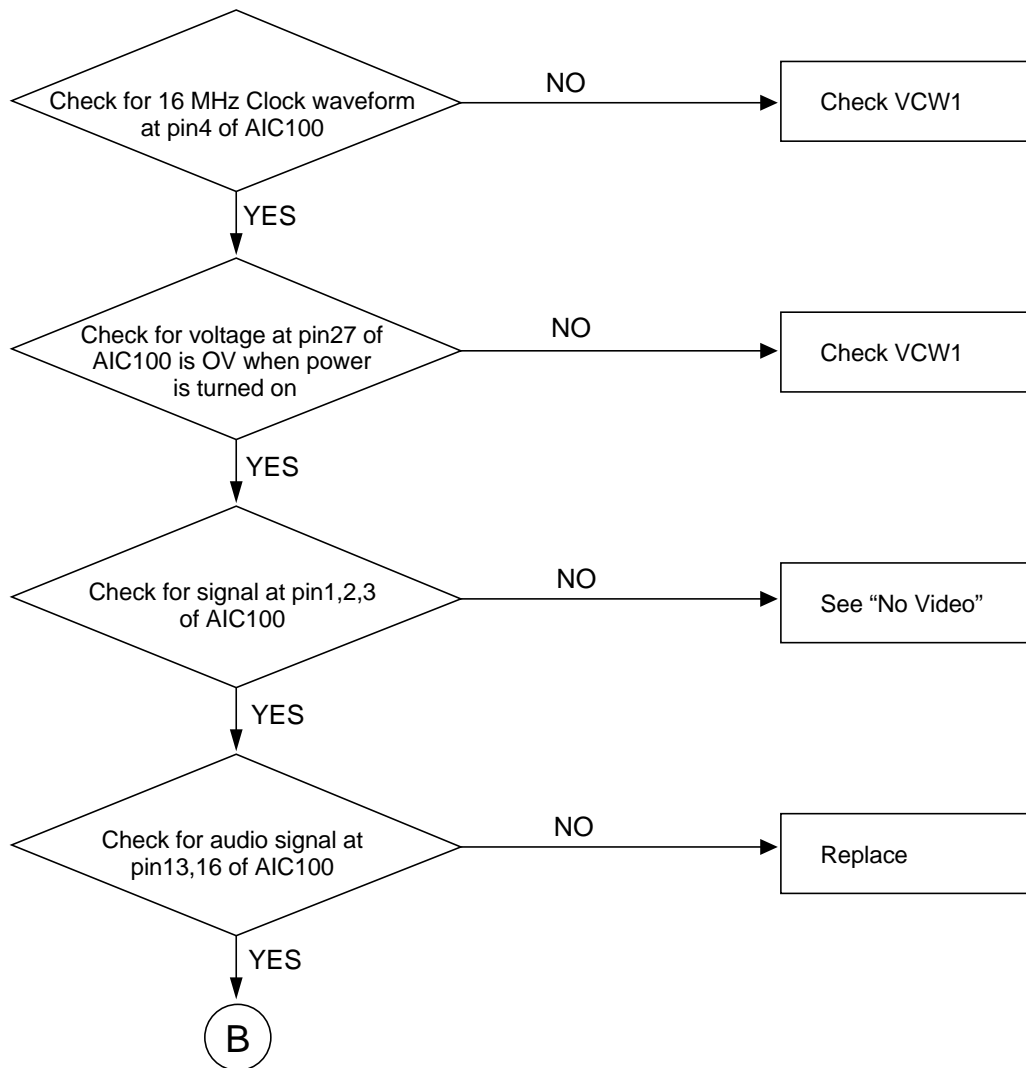 Check for 16 MHz Clock waveform
at pin4 of AIC100
NO
Check VCW1
YES
Check for voltage at pin27 of
AIC100 is OV when power
is turned on
NO
Check VCW1
YES
Check for signal at pin1,2,3
of AIC100
NO
See “No Video”
YES
Check for audio signal at
pin13,16 of AIC100
NO
Replace
YES
B